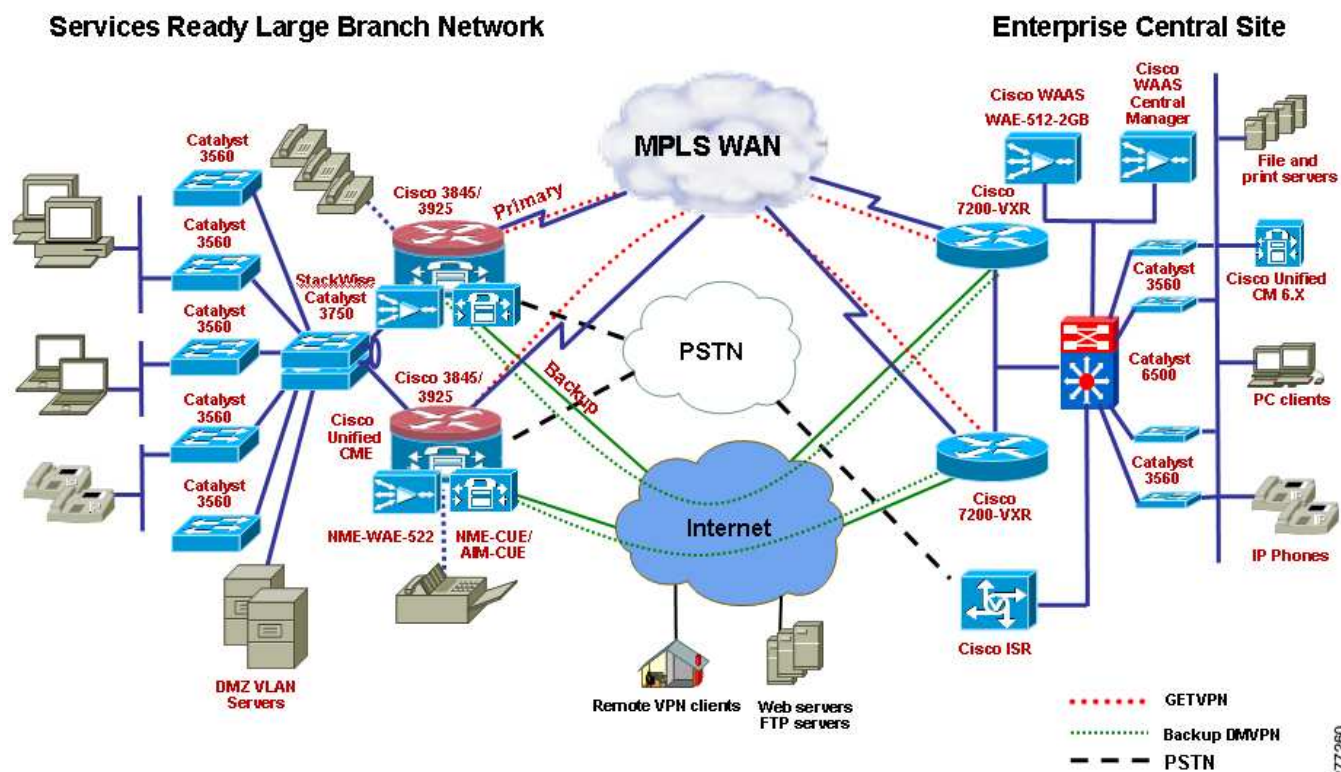 Services Ready Large Branch Network
Enterprise Central Site
Cisco WAAS
WAE-512-2GB
Cisco
WAAS
Central
Manager
File and
print servers
Catalyst
3560
Catalyst
3560
Catalyst
3560
Catalyst
3560
Catalyst
3560
StackWise
Catalyst
3750
Cisco 3845/
3925
Primary
MPLS WAN
Cisco
7200-VXR
Catalyst
3560
Cisco Unified
CM 6.X
PSTN
Backup
Cisco 3845/
3925
Cisco
Unified
CME
Catalyst
6500
PC clients
Catalyst
3560
Internet
Cisco
7200-VXR
NME-WAE-522
NME-CUE/
AIM-CUE
IP
IP
IP Phones
DMZ VLAN
Servers
Cisco ISR
Remote VPN clients
Web servers
FTP servers
GETVPN
Backup DMVPN
PSTN